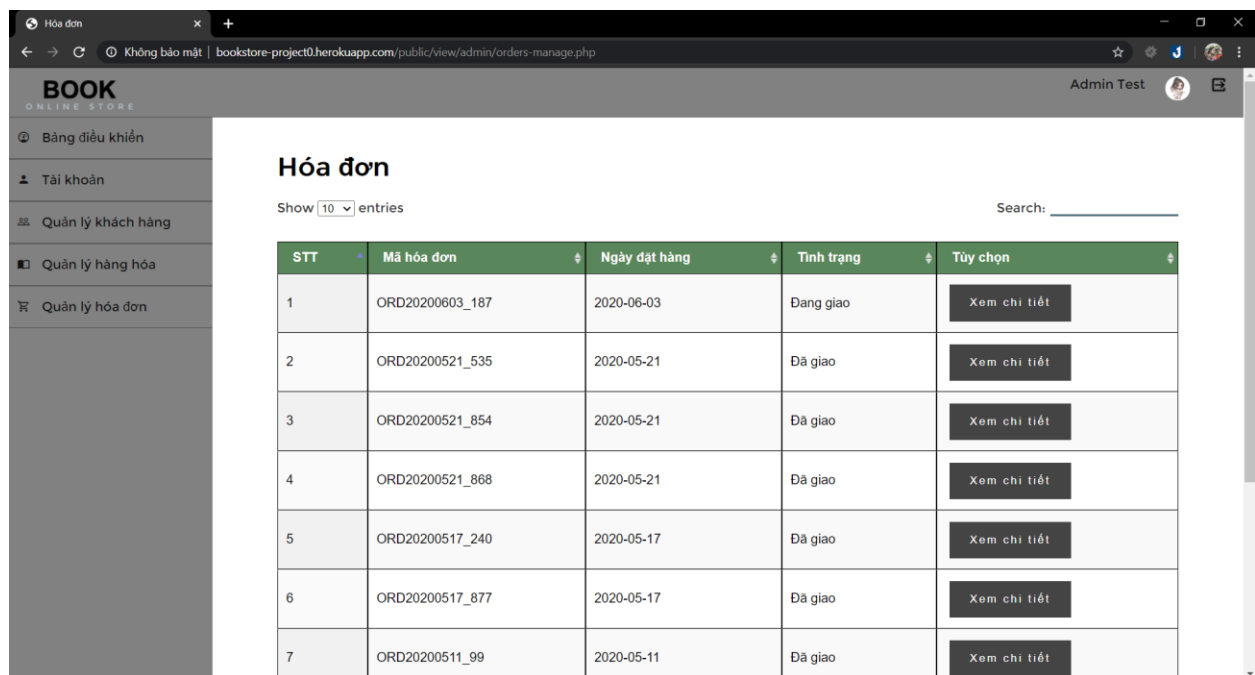 Hóa đơn
Không bảo mật | bookstore-project0.herokuapp.com/public/view/admin/orders-manage.php
BOOK
ONLINE STORE
Admin Test
Bảng điều khiển
Tài khoản
Quản lý khách hàng
Quản lý hàng hóa
Quản lý hóa đơn
Hóa đơn
Show 10 entries
Search:
STT Mã hóa đơn Ngày đặt hàng Tình trạng Tùy chọn
1 ORD20200603_187 2020-06-03 Đang giao Xem chi tiết
2 ORD20200521_535 2020-05-21 Đã giao Xem chi tiết
3 ORD20200521_854 2020-05-21 Đã giao Xem chi tiết
4 ORD20200521_868 2020-05-21 Đã giao Xem chi tiết
5 ORD20200517_240 2020-05-17 Đã giao Xem chi tiết
6 ORD20200517_877 2020-05-17 Đã giao Xem chi tiết
7 ORD20200511_99 2020-05-11 Đã giao Xem chi tiết